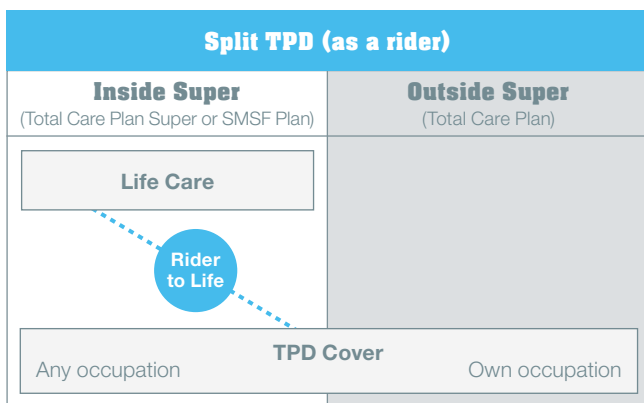 Split TPD (as a rider)
Inside Super
(Total Care Plan Super or SMSF Plan)
Outside Super
(Total Care Plan)
Life Care
Rider
to Life
TPD Cover
Any occupation
Own occupation